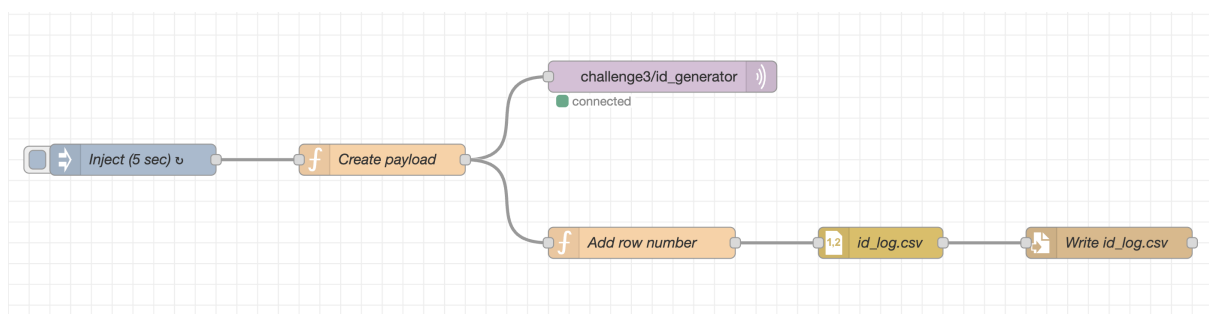 challenge3/id_generator
connected
Inject (5 sec) ↻
Create payload
Add row number
1,2
id_log.csv
Write id_log.csv